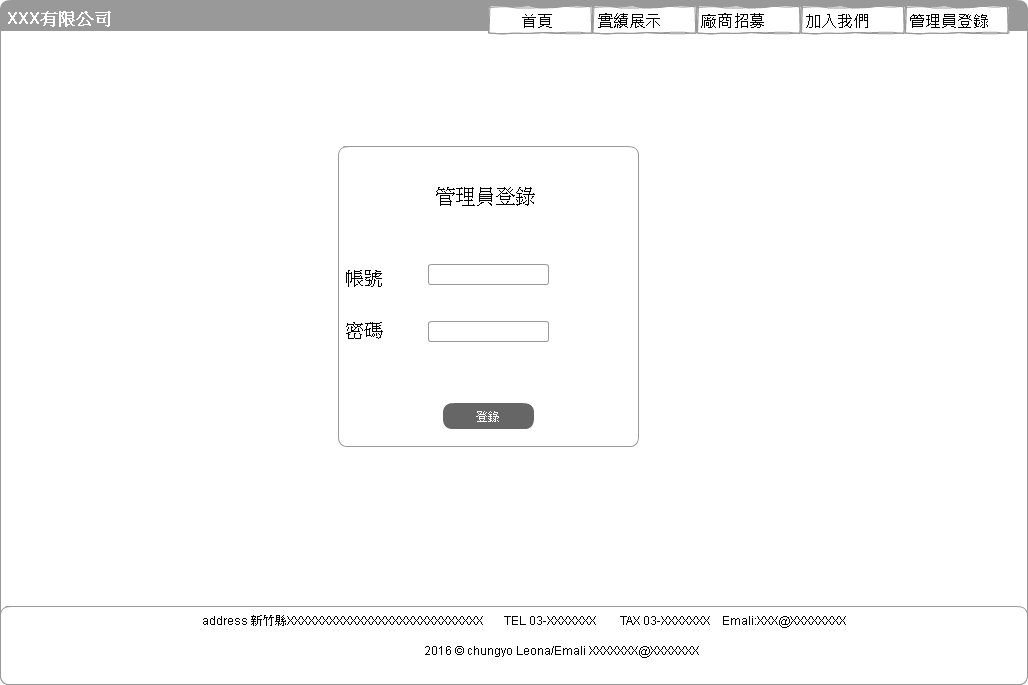 XXX有限公司
首頁 實績展示 廠商招募 加入我們 管理員登錄
管理員登錄
帳號
密碼
登錄
address 新竹縣XXXXXXXXXXXXXXXXXXXXXXXXXXXX TEL 03-XXXXXXX TAX 03-XXXXXXX Emali:XXX@XXXXXXXX
2016 © chungyo Leona/Emali XXXXXXX@XXXXXXX